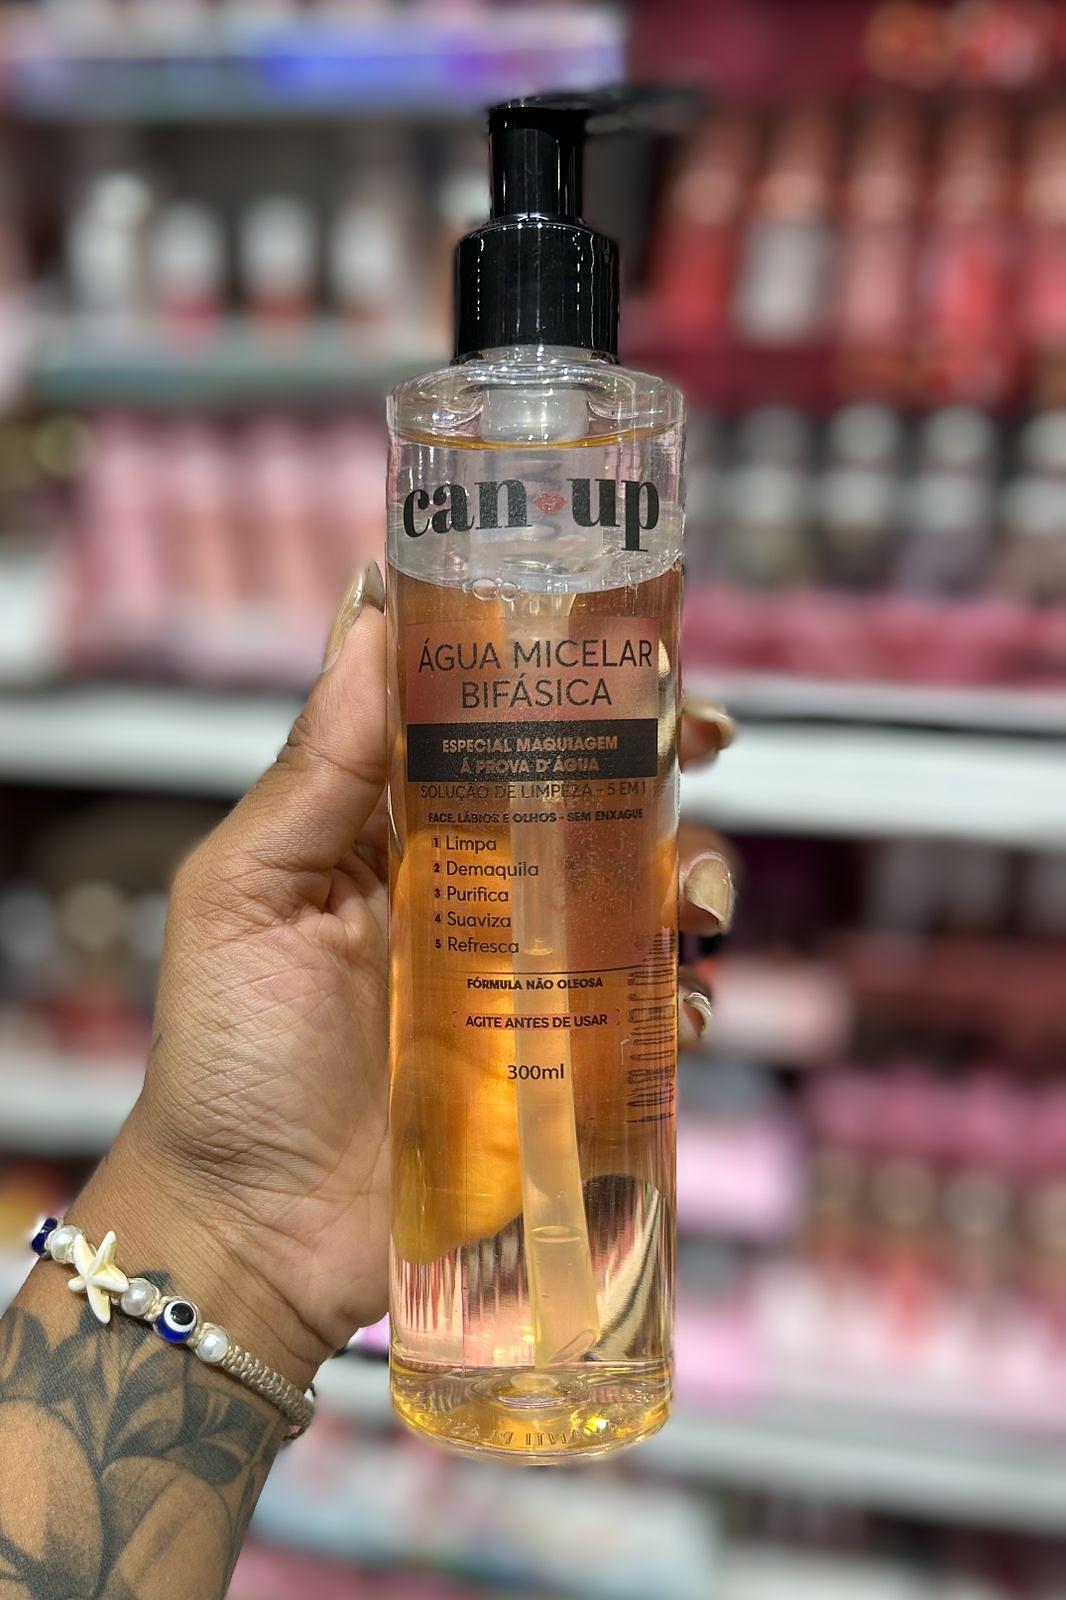 can up
ÁGUA MICELAR
BIFÁSICA
ESPECIAL MAQUIAGEM
À PROVA D'ÁGUA
SOLUÇÃO DE LIMPEZA - 5 EM 1
FACE, LÁBIOS E OLHOS - SEM ENXAGUE
1 Limpa
2 Demaquila
3 Purifica
4 Suaviza
5 Refresca
FÓRMULA NÃO OLEOSA
AGITE ANTES DE USAR
300ml